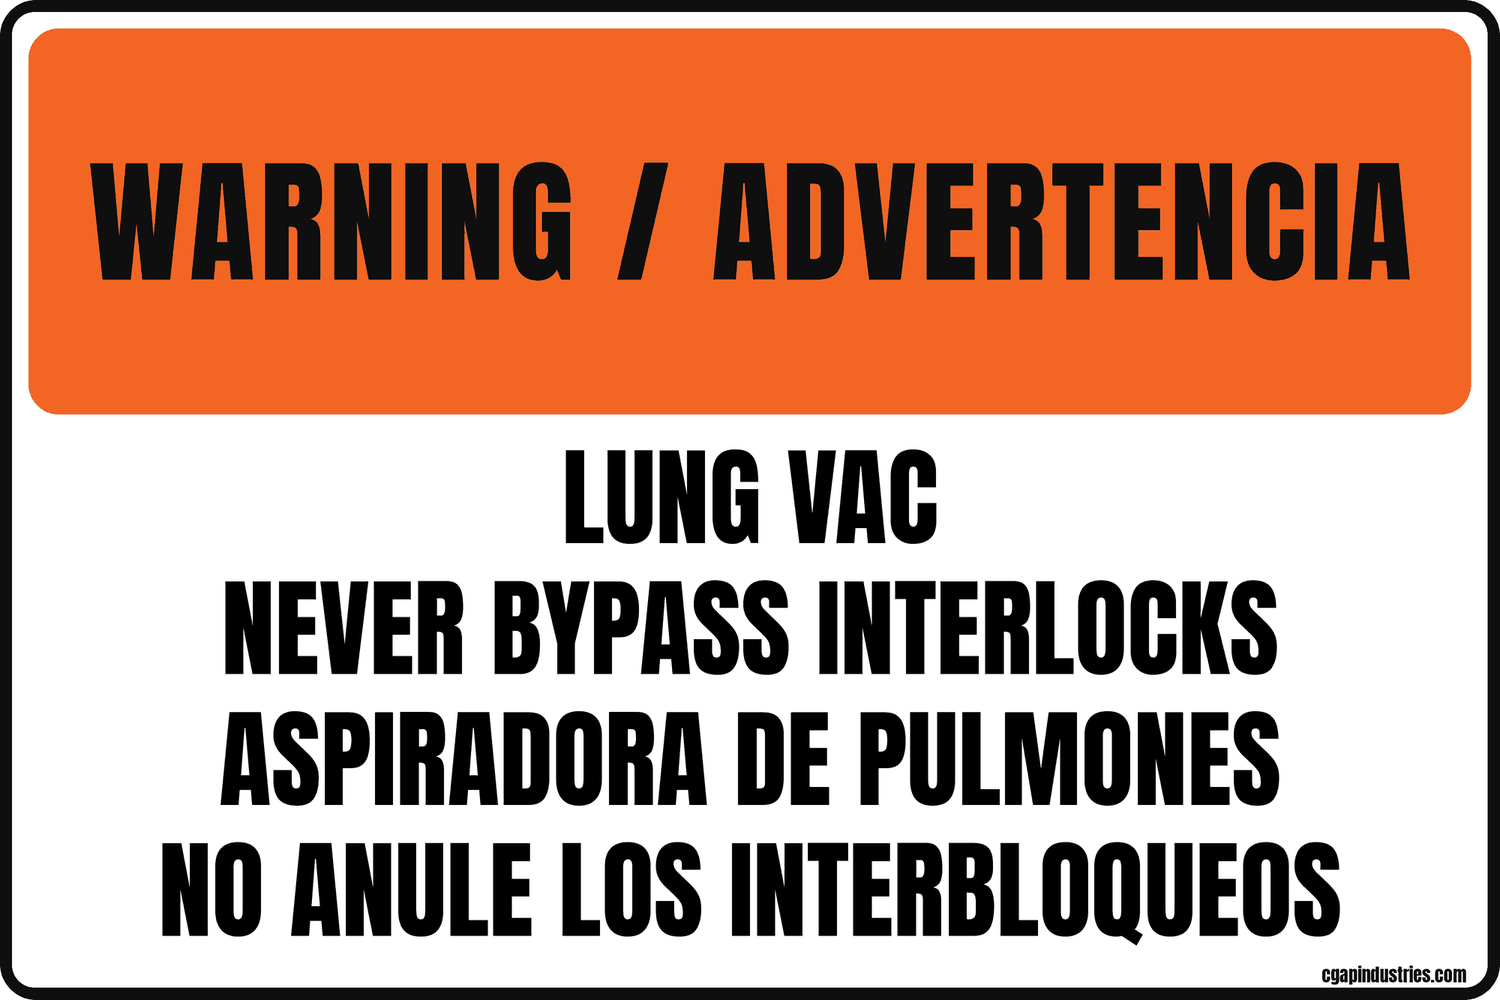 WARNING / ADVERTENCIA
LUNG VAC
NEVER BYPASS INTERLOCKS
ASPIRADORA DE PULMONES
NO ANULE LOS INTERBLOQUEOS
cgapindustries.com